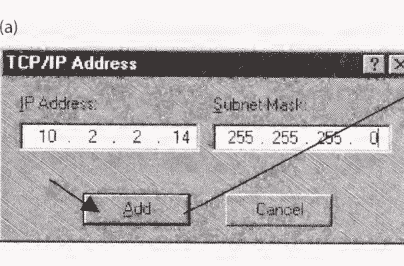 (a)
TCP/IP Address ? X
IP Address: Subnet Mask:
10 . 2 . 2 . 14 255 . 255 . 255 . 0
Add Cancel